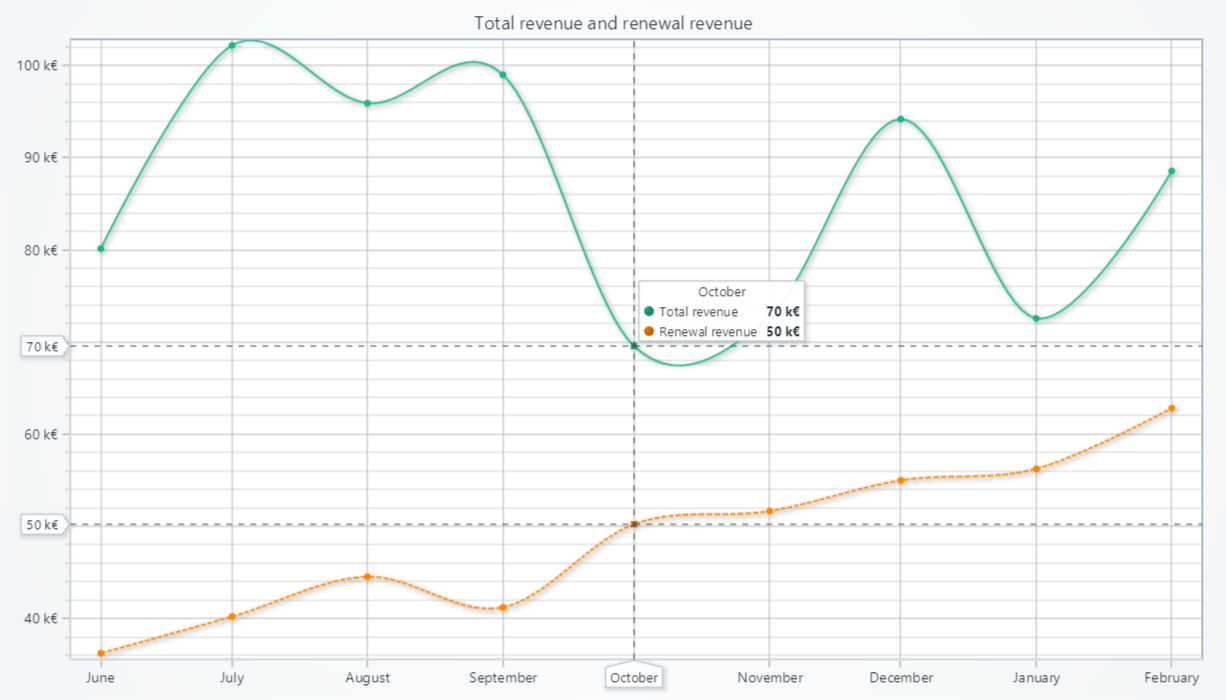 Total revenue and renewal revenue
100 k€
90 k€
80 k€
October
Total revenue 70 k€
Renewal revenue 50 k€
70 k€
60 k€
50 k€
40 k€
June July August September October November December January February